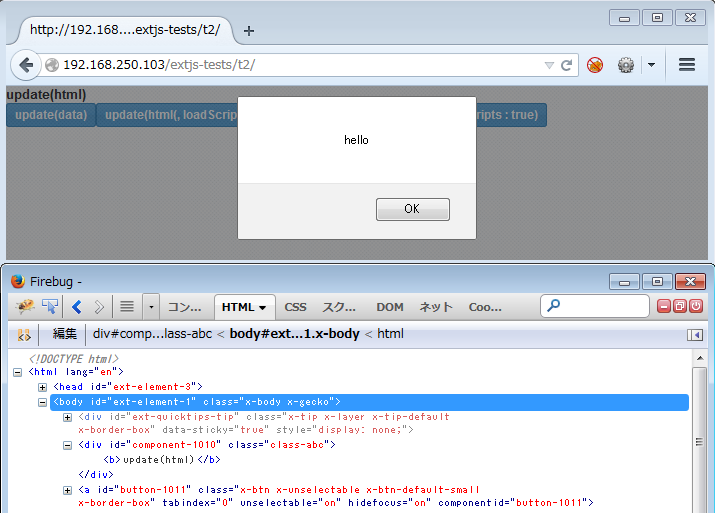 http://192.168....extjs-tests/t2/
192.168.250.103/extjs-tests/t2/
update(html)
update(data) update(html(, loadScrip cripts : true)
hello
OK
Firebug -
コン... HTML CSS スク... DOM ネット Coo...
編集 div#comp...lass-abc < body#ext...1.x-body < html
<!DOCTYPE html>
<html lang="en">
<head id="ext-element-3">
<body id="ext-element-1" class="x-body x-gecko">
<div id="ext-quicktips-tip" class="x-tip x-layer x-tip-default
x-border-box" data-sticky="true" style="display: none;">
<div id="component-1010" class="class-abc">
<b>update(html)</b>
</div>
<a id="button-1011" class="x-btn x-unselectable x-btn-default-small
x-border-box" tabindex="0" unselectable="on" hidefocus="on" componentid="button-1011">